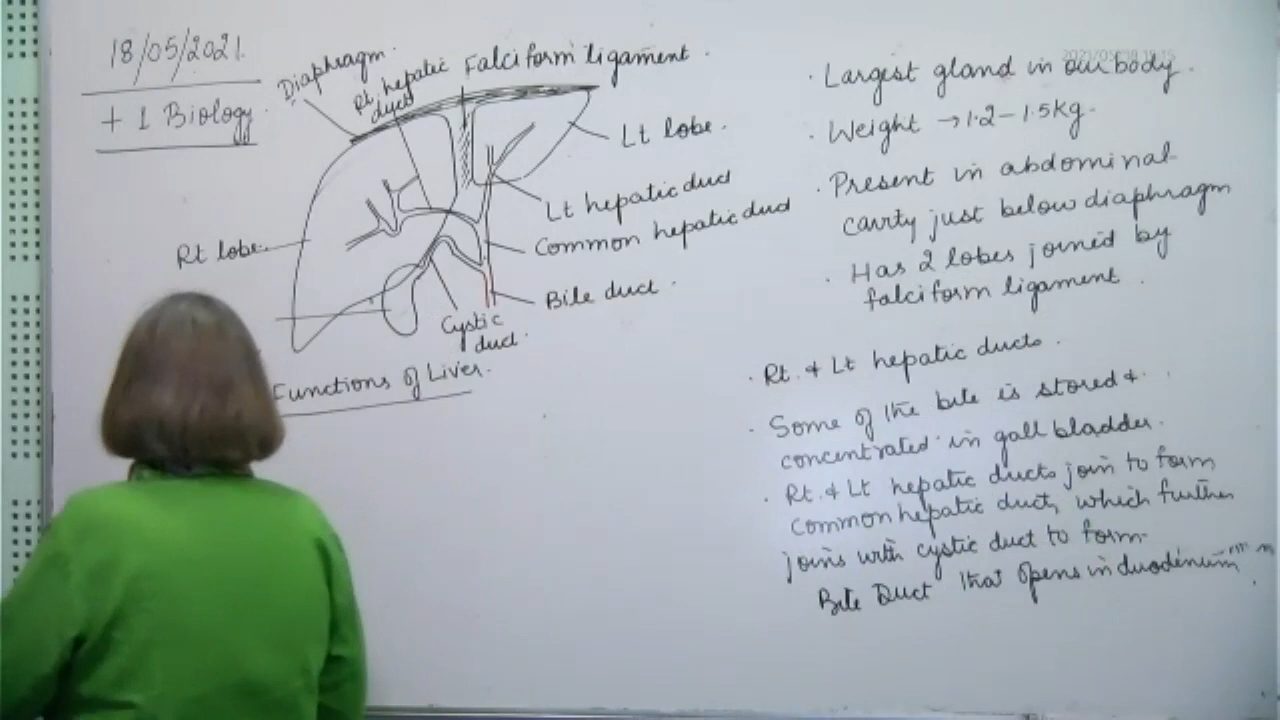 18/05/2021.
+ 1 Biology.
Diaphragm.
Rt. hepatic
duct
Falciform ligament.
Lt lobe.
Lt hepatic duct
Common hepatic duct
Rt lobe.
Bile duct.
Cystic
duct.
Functions of Liver.
· Largest gland in our body.
· Weight → 1.2 - 1.5Kg.
· Present in abdominal
cavity just below diaphragm
· Has 2 lobes joined by
falciform ligament.
· Rt. & Lt hepatic ducts.
· Some of the bile is stored &
concentrated in gall bladder.
· Rt. & Lt hepatic ducts join to form
common hepatic duct, which further
joins with cystic duct to form
Bile Duct that opens in duodenum